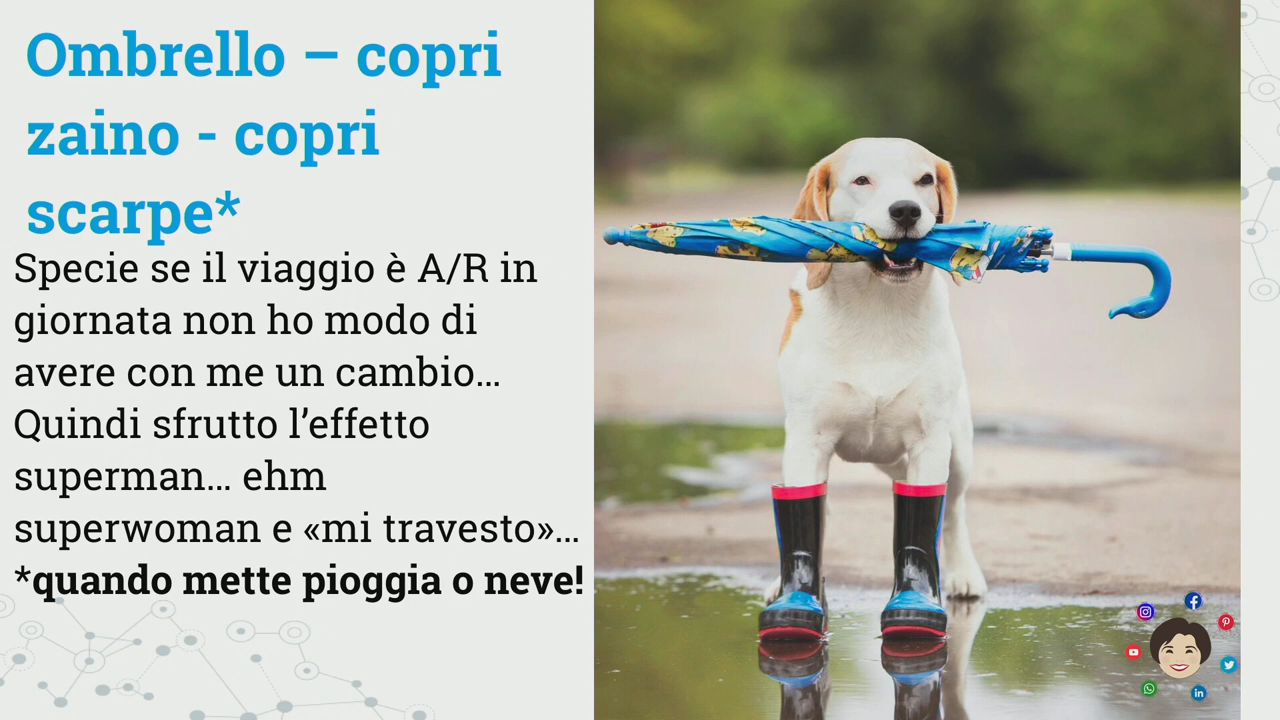 Ombrello – copri
zaino - copri
scarpe*
Specie se il viaggio è A/R in
giornata non ho modo di
avere con me un cambio…
Quindi sfrutto l’effetto
superman… ehm
superwoman e «mi travesto»…
*quando mette pioggia o neve!